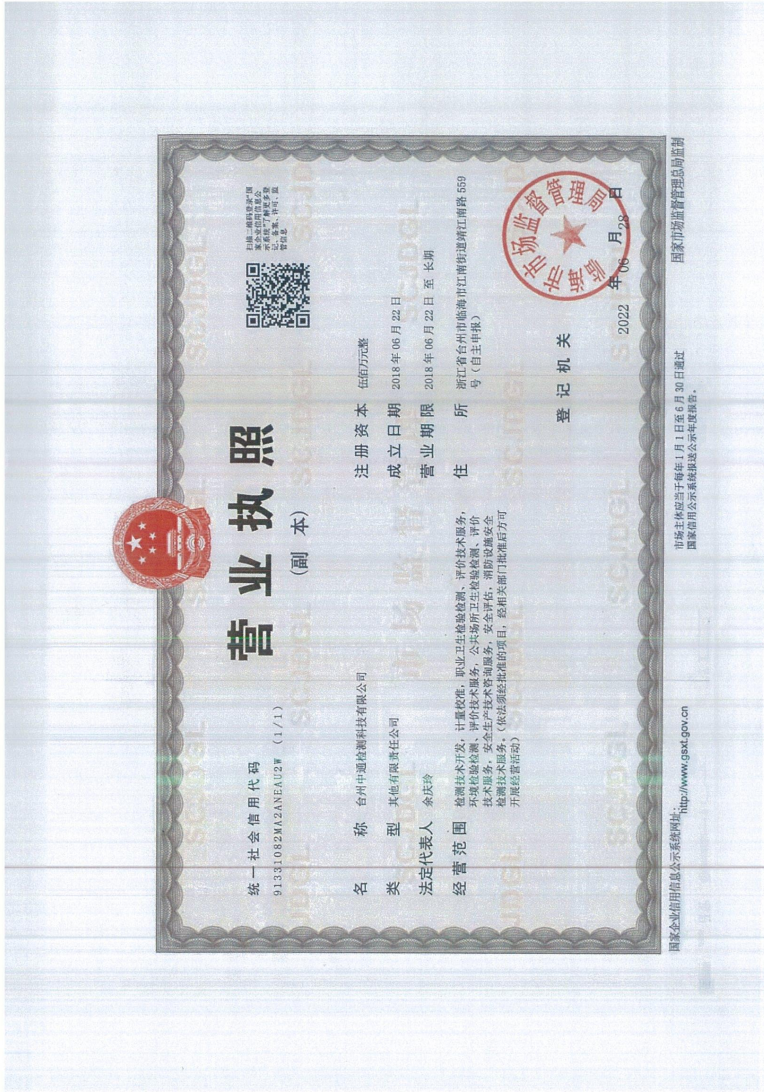 统一社会信用代码
91331082MA2ANEAU2W (1/1)
营业执照
(副 本)
扫描二维码登录“国
家企业信用信息公
示系统”了解更多登
记、备案、许可、监
管信息
名 称 台州中通检测科技有限公司
类 型 其他有限责任公司
法定代表人 余庆玲
经营范围 检测技术开发，计量校准，职业卫生检验检测、评价技术服务，
环境检验检测、评价技术服务，公共场所卫生检验检测、评价
技术服务，安全生产技术咨询服务，安全评估，消防设施安全
检测技术服务。（依法须经批准的项目，经相关部门批准后方可
开展经营活动）
注册资本 伍佰万元整
成立日期 2018年06月22日
营业期限 2018年06月22日至 长期
住 所 浙江省台州市临海市江南街道靖江南路559
号（自主申报）
登记机关
临海市市场监督管理局
2022 年 06 月 28 日
国家企业信用信息公示系统网址：http://www.gsxt.gov.cn
市场主体应当于每年1月1日至6月30日通过
国家信用公示系统报送公示年度报告。
国家市场监督管理总局监制
SCJDGL